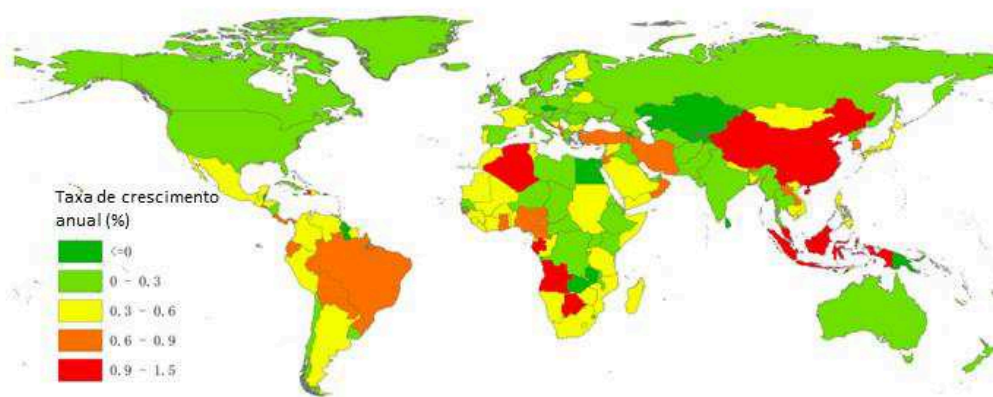 Taxa de crescimento
anual (%)
<=0
0 - 0.3
0.3 - 0.6
0.6 - 0.9
0.9 - 1.5